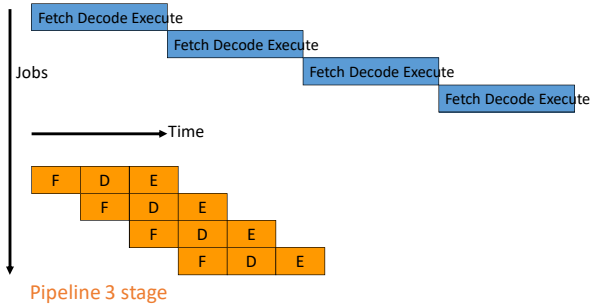 Fetch Decode Execute
Fetch Decode Execute
Jobs
Fetch Decode Execute
Fetch Decode Execute
Time
F D E
F D E
F D E
F D E
Pipeline 3 stage